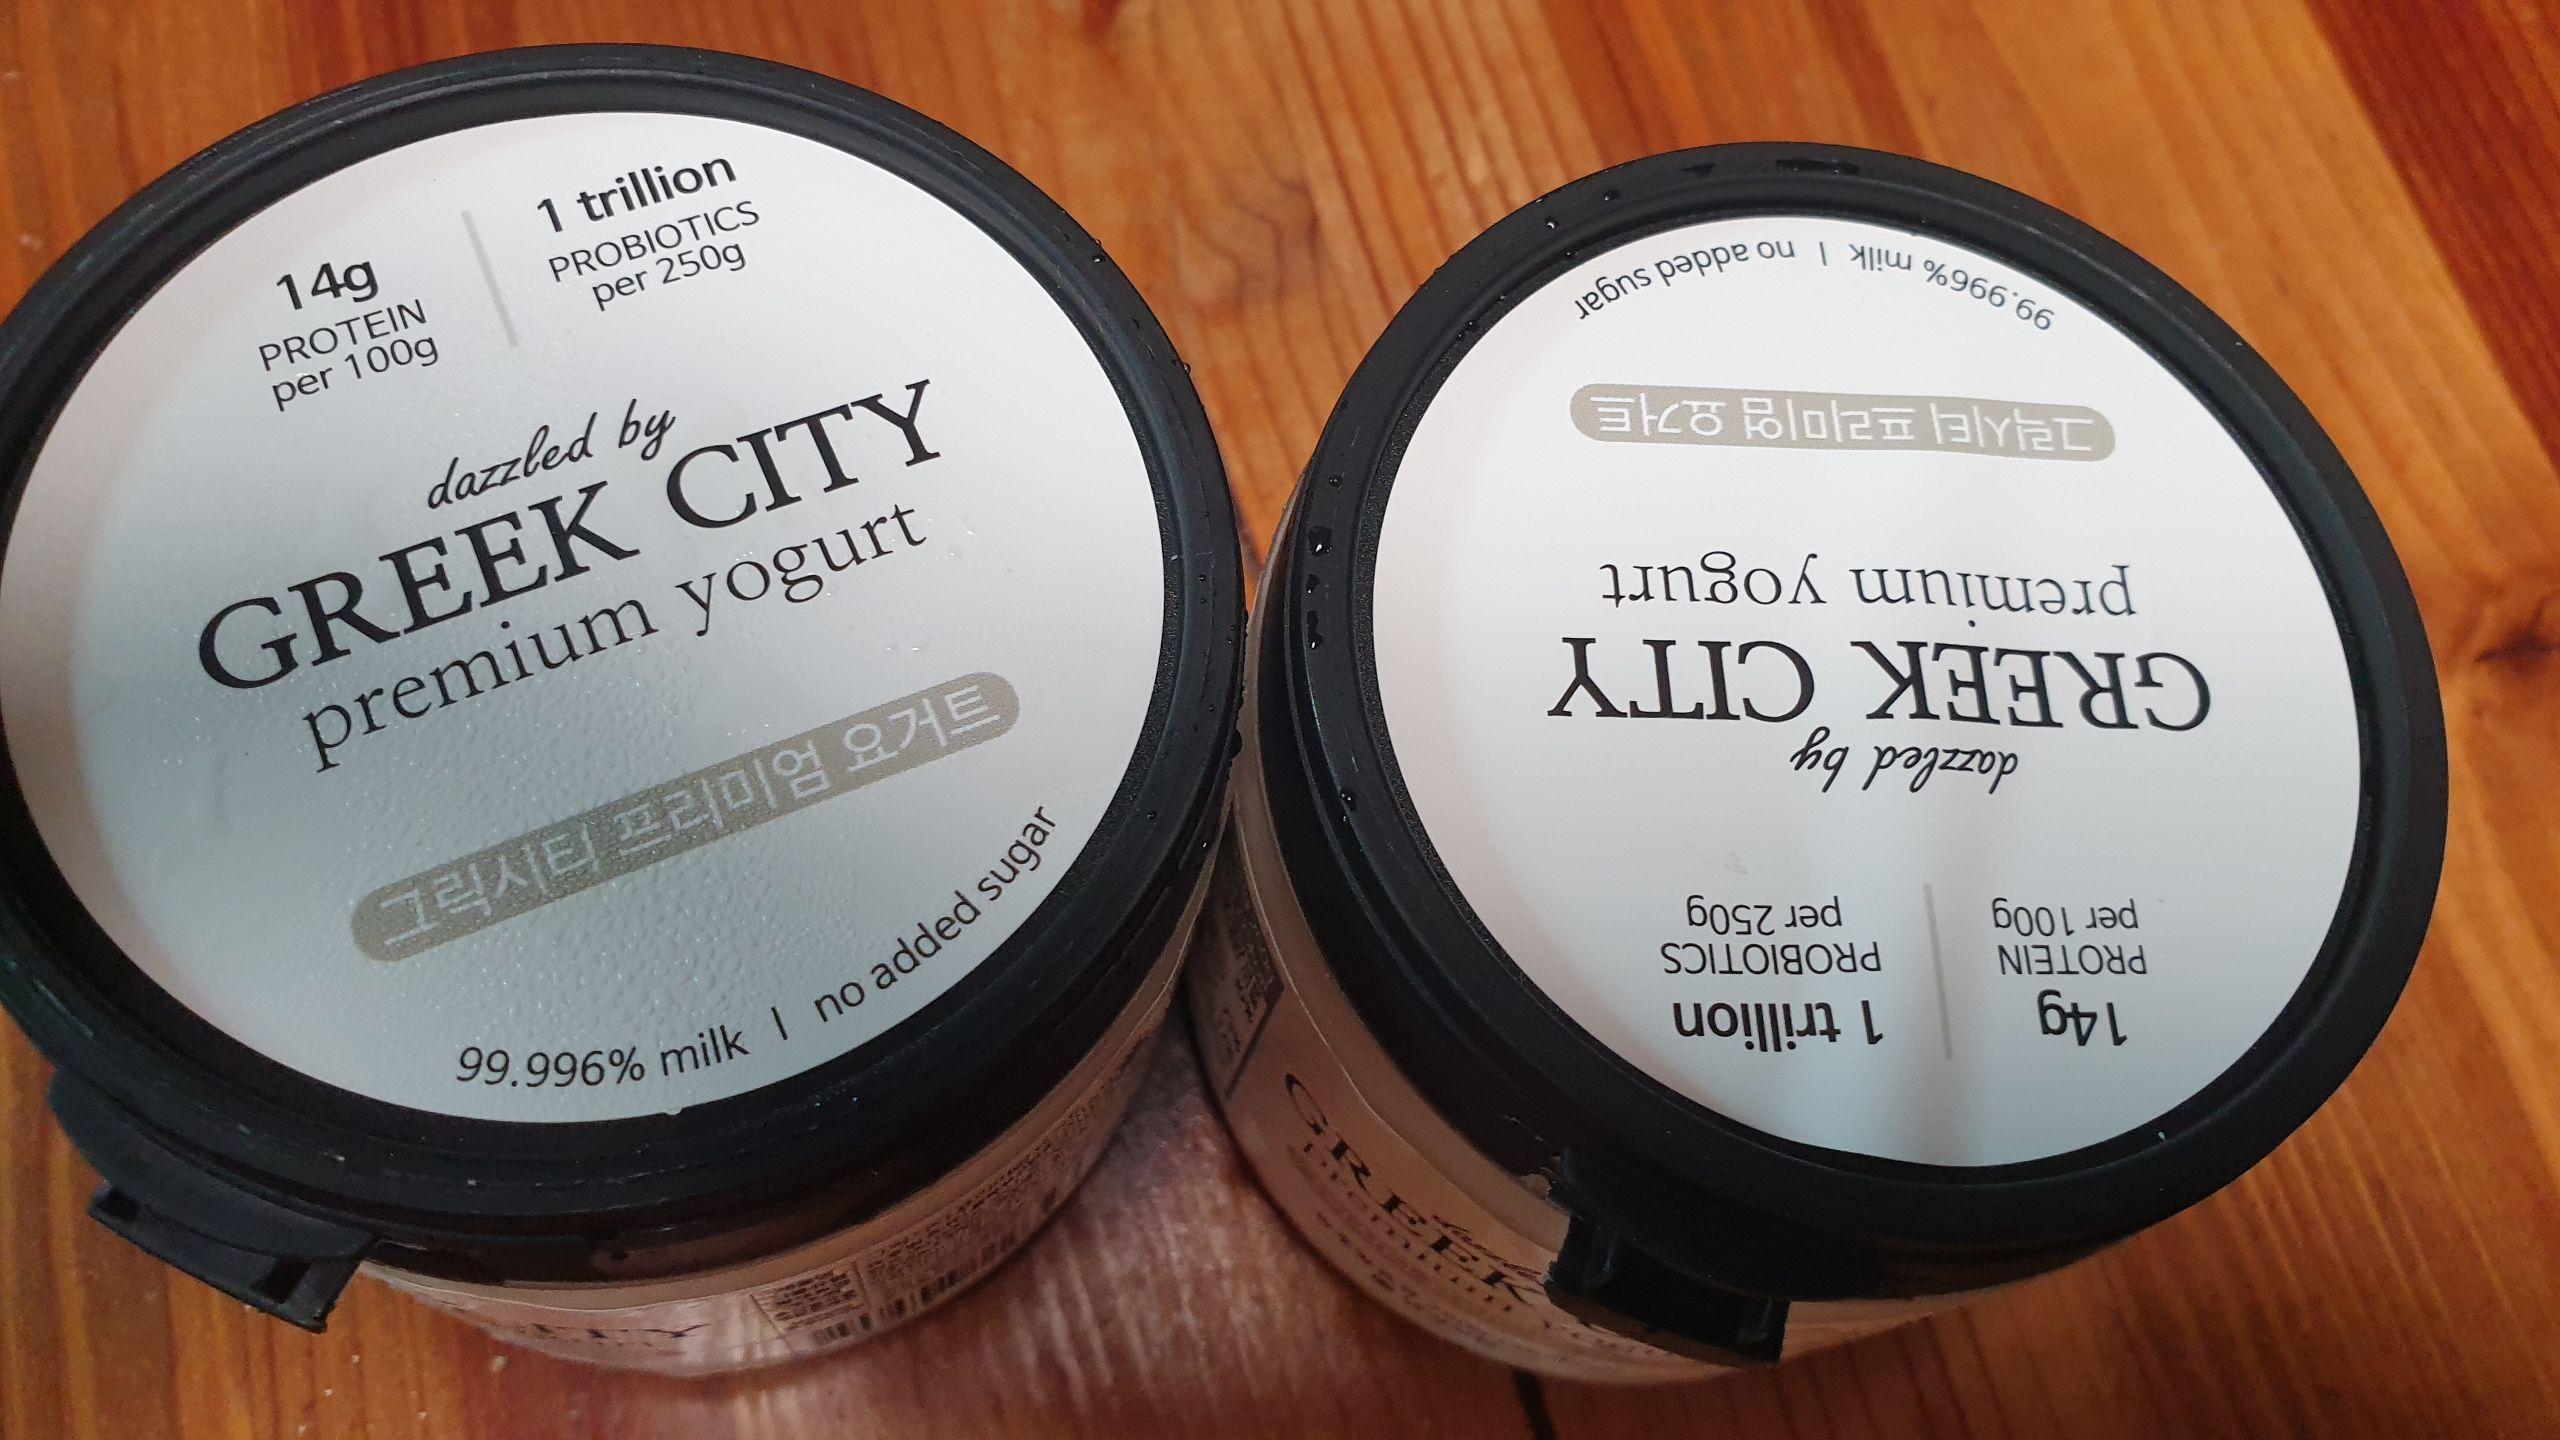 14g
PROTEIN
per 100g
1 trillion
PROBIOTICS
per 250g
dazzled by
GREEK CITY
premium yogurt
그릭시티 프리미엄 요거트
99.996% milk | no added sugar
14g
PROTEIN
per 100g
1 trillion
PROBIOTICS
per 250g
dazzled by
GREEK CITY
premium yogurt
그릭시티 프리미엄 요거트
99.996% milk | no added sugar
GREEK
premium